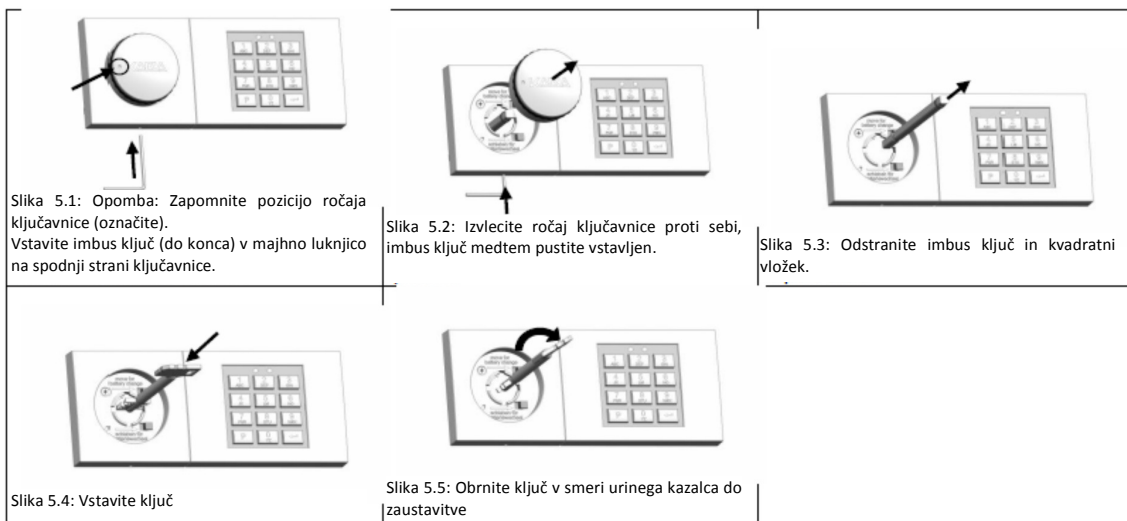 Slika 5.1: Opomba: Zapomnite pozicijo ročaja
ključavnice (označite).
Vstavite imbus ključ (do konca) v majhno luknjico
na spodnji strani ključavnice.
Slika 5.2: Izvlecite ročaj ključavnice proti sebi,
imbus ključ medtem pustite vstavljen.
Slika 5.3: Odstranite imbus ključ in kvadratni
vložek.
Slika 5.4: Vstavite ključ
Slika 5.5: Obrnite ključ v smeri urinega kazalca do
zaustavitve